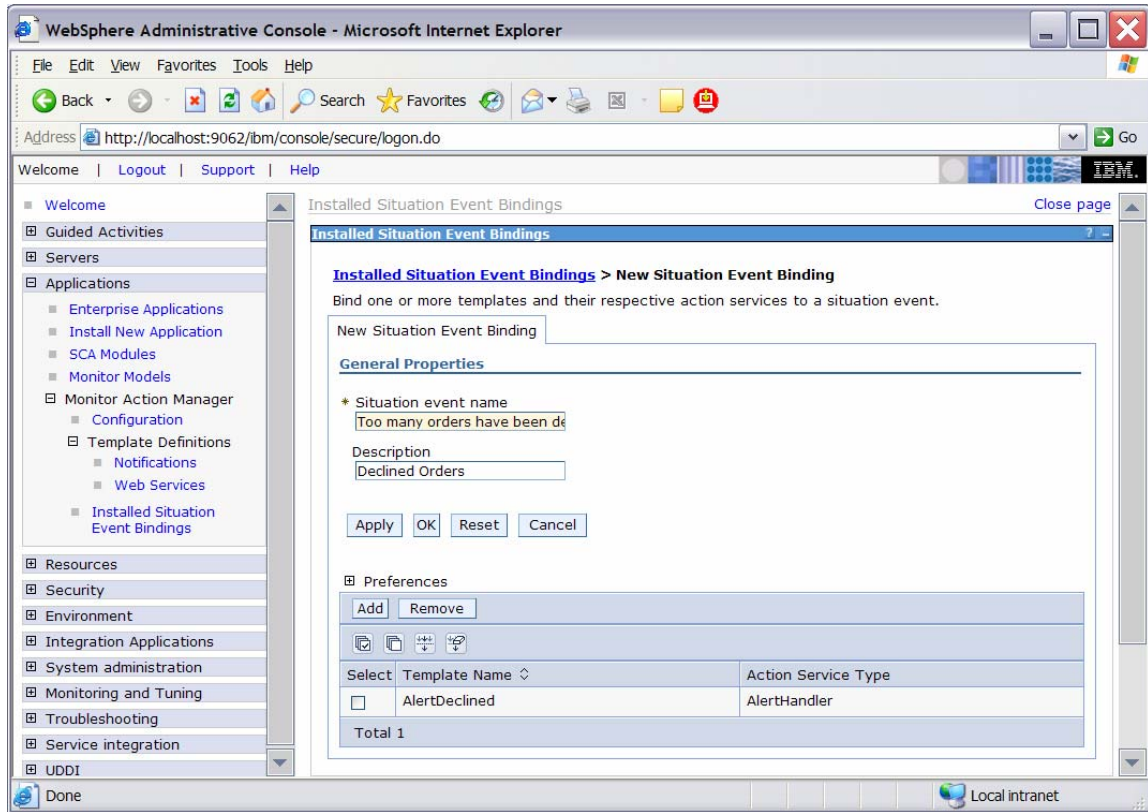 WebSphere Administrative Console - Microsoft Internet Explorer
File Edit View Favorites Tools Help
Back Search Favorites
Address http://localhost:9062/ibm/console/secure/logon.do Go
Welcome | Logout | Support | Help IBM.
Welcome
Guided Activities
Servers
Applications
Enterprise Applications
Install New Application
SCA Modules
Monitor Models
Monitor Action Manager
Configuration
Template Definitions
Notifications
Web Services
Installed Situation
Event Bindings
Resources
Security
Environment
Integration Applications
System administration
Monitoring and Tuning
Troubleshooting
Service integration
UDDI
Installed Situation Event Bindings Close page
Installed Situation Event Bindings ? -
Installed Situation Event Bindings > New Situation Event Binding
Bind one or more templates and their respective action services to a situation event.
New Situation Event Binding
General Properties
* Situation event name
Too many orders have been de
Description
Declined Orders
Apply OK Reset Cancel
Preferences
Add Remove
Select Template Name Action Service Type
AlertDeclined AlertHandler
Total 1
Done Local intranet